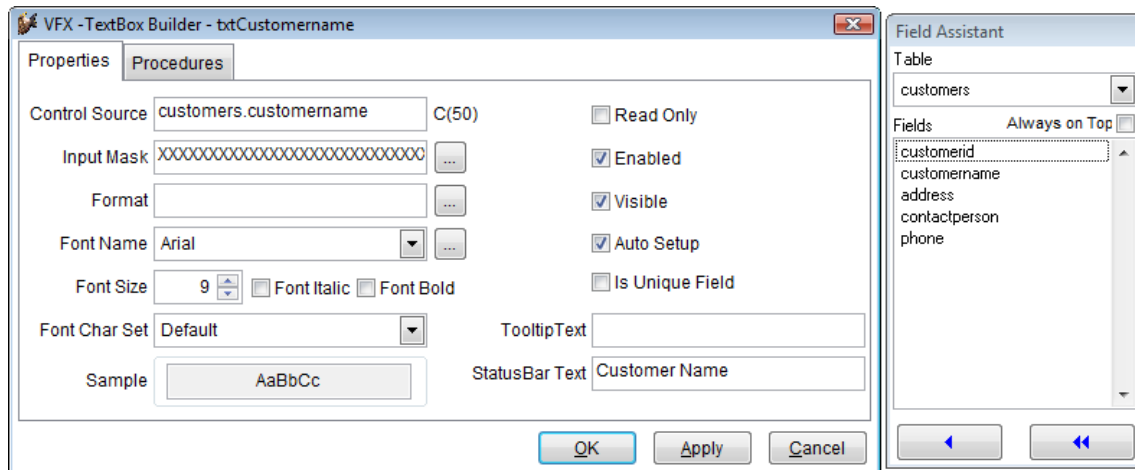 VFX -TextBox Builder - txtCustomername
Properties
Procedures
Control Source customers.customername C(50)
Read Only
Input Mask XXXXXXXXXXXXXXXXXXXXXXXXXXX ...
Enabled
Format ...
Visible
Font Name Arial ...
Auto Setup
Font Size 9 Font Italic Font Bold
Is Unique Field
Font Char Set Default
TooltipText
Sample AaBbCc
StatusBar Text Customer Name
OK Apply Cancel
Field Assistant
Table
customers
Fields Always on Top
customerid
customername
address
contactperson
phone